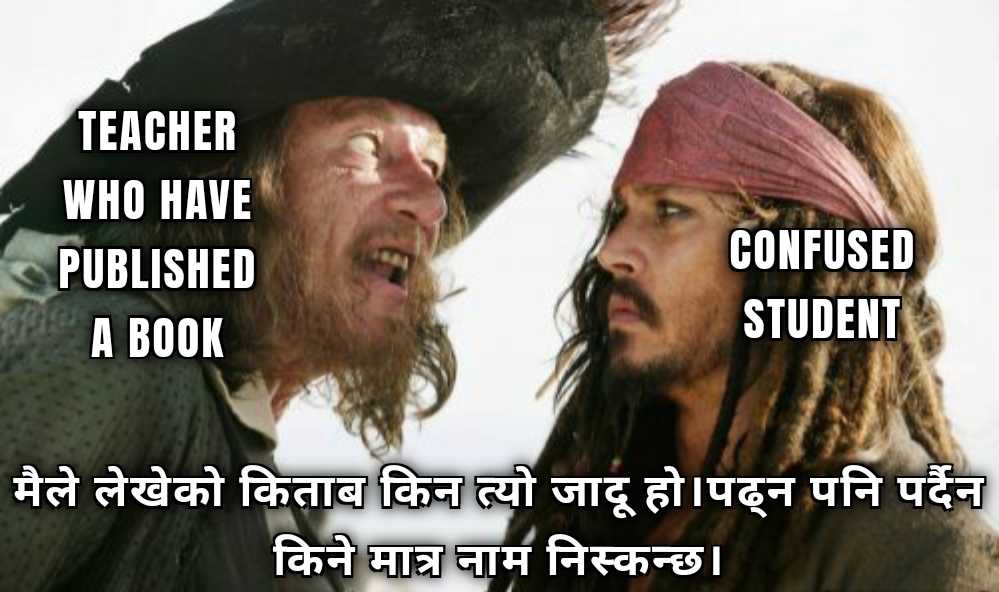 TEACHER
WHO HAVE
PUBLISHED
A BOOK
CONFUSED
STUDENT
मैले लेखेको किताब किन त्यो जादू हो।पढ्न पनि पर्दैन
किने मात्र नाम निस्कन्छ।